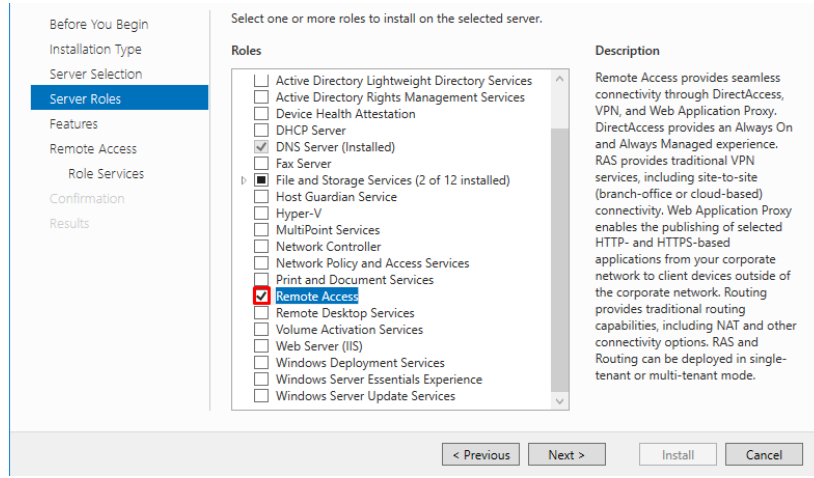 Before You Begin
Installation Type
Server Selection
Server Roles
Features
Remote Access
Role Services
Confirmation
Results
Select one or more roles to install on the selected server.
Roles
Active Directory Lightweight Directory Services
Active Directory Rights Management Services
Device Health Attestation
DHCP Server
DNS Server (Installed)
Fax Server
File and Storage Services (2 of 12 installed)
Host Guardian Service
Hyper-V
MultiPoint Services
Network Controller
Network Policy and Access Services
Print and Document Services
Remote Access
Remote Desktop Services
Volume Activation Services
Web Server (IIS)
Windows Deployment Services
Windows Server Essentials Experience
Windows Server Update Services
Description
Remote Access provides seamless
connectivity through DirectAccess,
VPN, and Web Application Proxy.
DirectAccess provides an Always On
and Always Managed experience.
RAS provides traditional VPN
services, including site-to-site
(branch-office or cloud-based)
connectivity. Web Application Proxy
enables the publishing of selected
HTTP- and HTTPS-based
applications from your corporate
network to client devices outside of
the corporate network. Routing
provides traditional routing
capabilities, including NAT and other
connectivity options. RAS and
Routing can be deployed in single-
tenant or multi-tenant mode.
< Previous
Next >
Install
Cancel